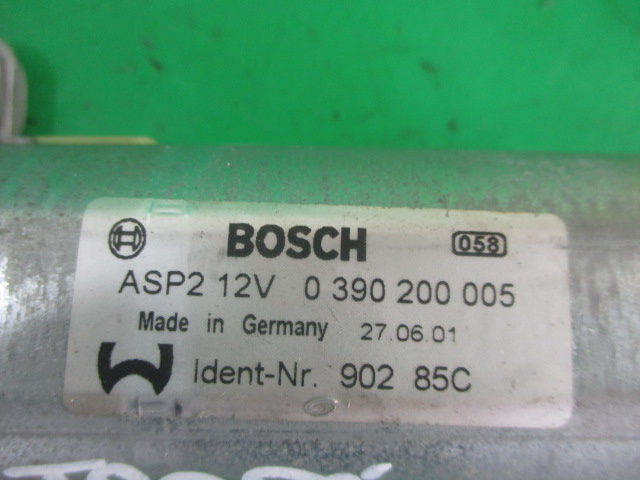 BOSCH 058
ASP2 12V 0 390 200 005
Made in Germany 27.06.01
Ident-Nr. 902 85C